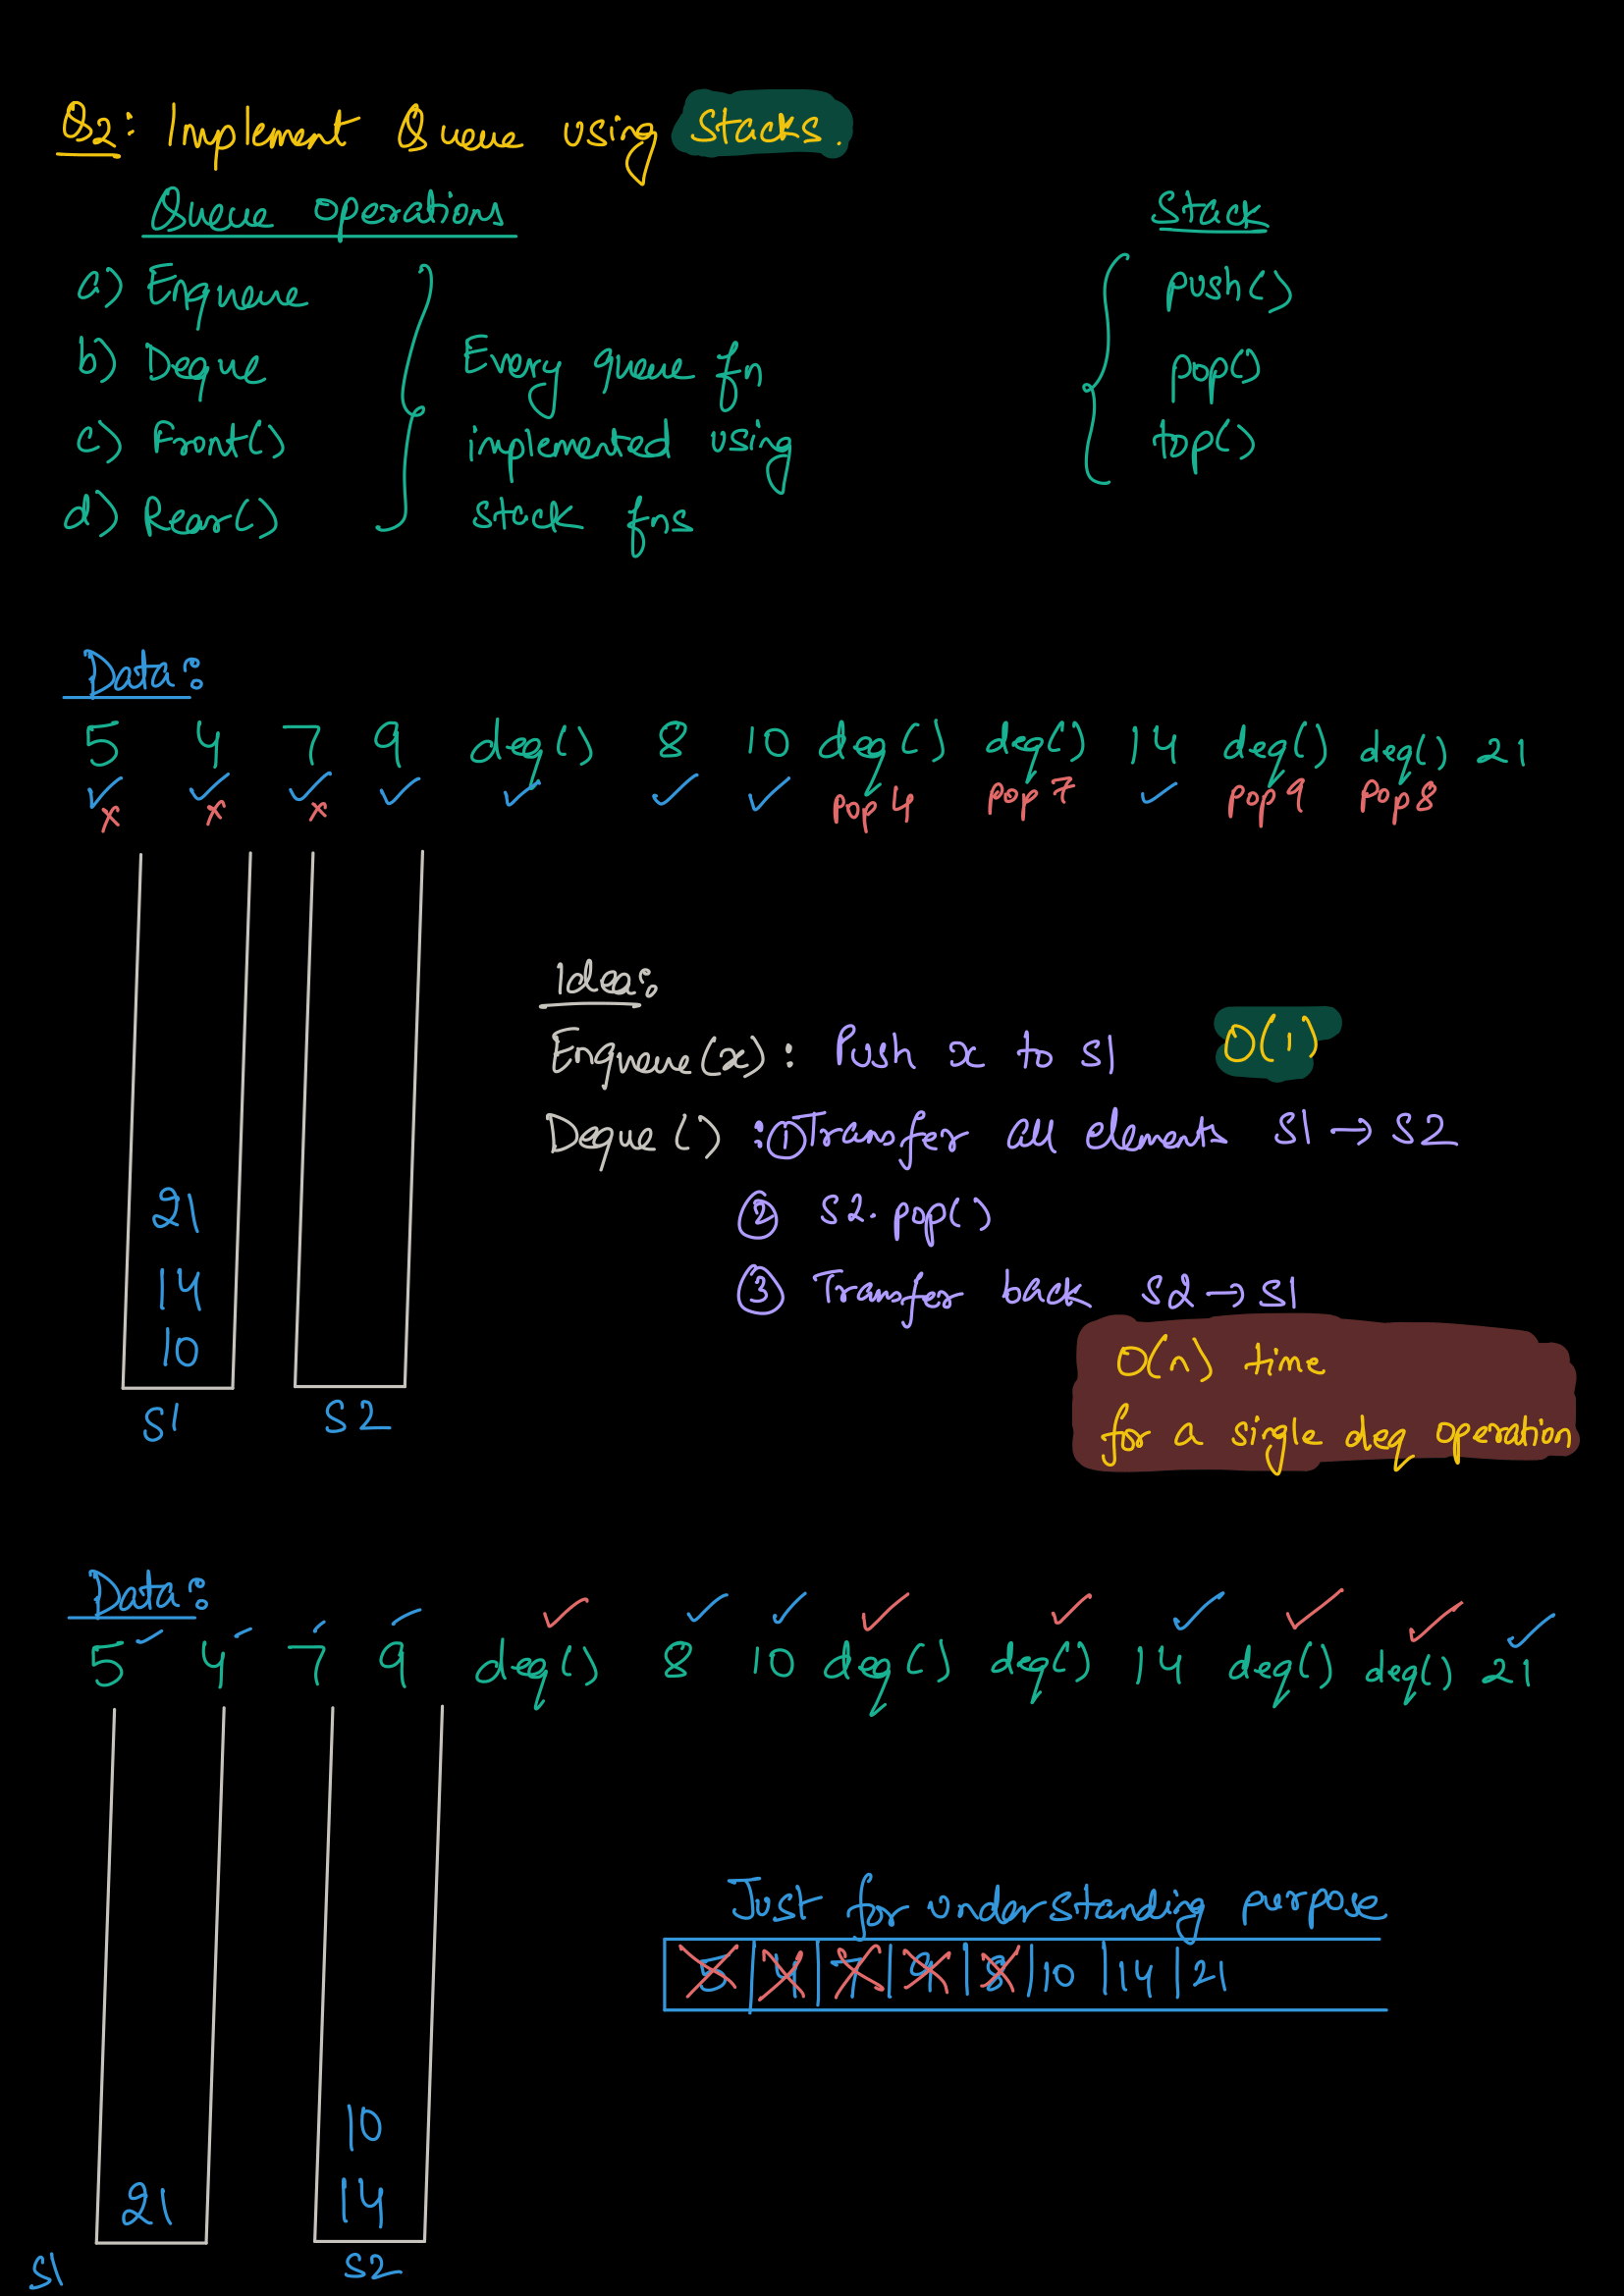 Q2: Implement Queue using Stacks.
Queue operations
a) Enqueue
b) Deque
c) Front()
d) Rear()
Every queue fn
implemented using
stack fns
Stack
push()
pop()
top()
Data:
5 4 7 9 deq() 8 10 deq() deq() 14 deq() deq() 21
pop 4 pop 7 pop 9 pop 8
21
14
10
S1 S2
Idea:
Enqueue(x): Push x to S1 O(1)
Deque() : ① Transfer all elements S1 → S2
② S2.pop()
③ Transfer back S2 → S1
O(n) time
for a single deq operation
Data:
5 4 7 9 deq() 8 10 deq() deq() 14 deq() deq() 21
Just for understanding purpose
5 4 7 9 8 10 14 21
10
21 14
S1 S2